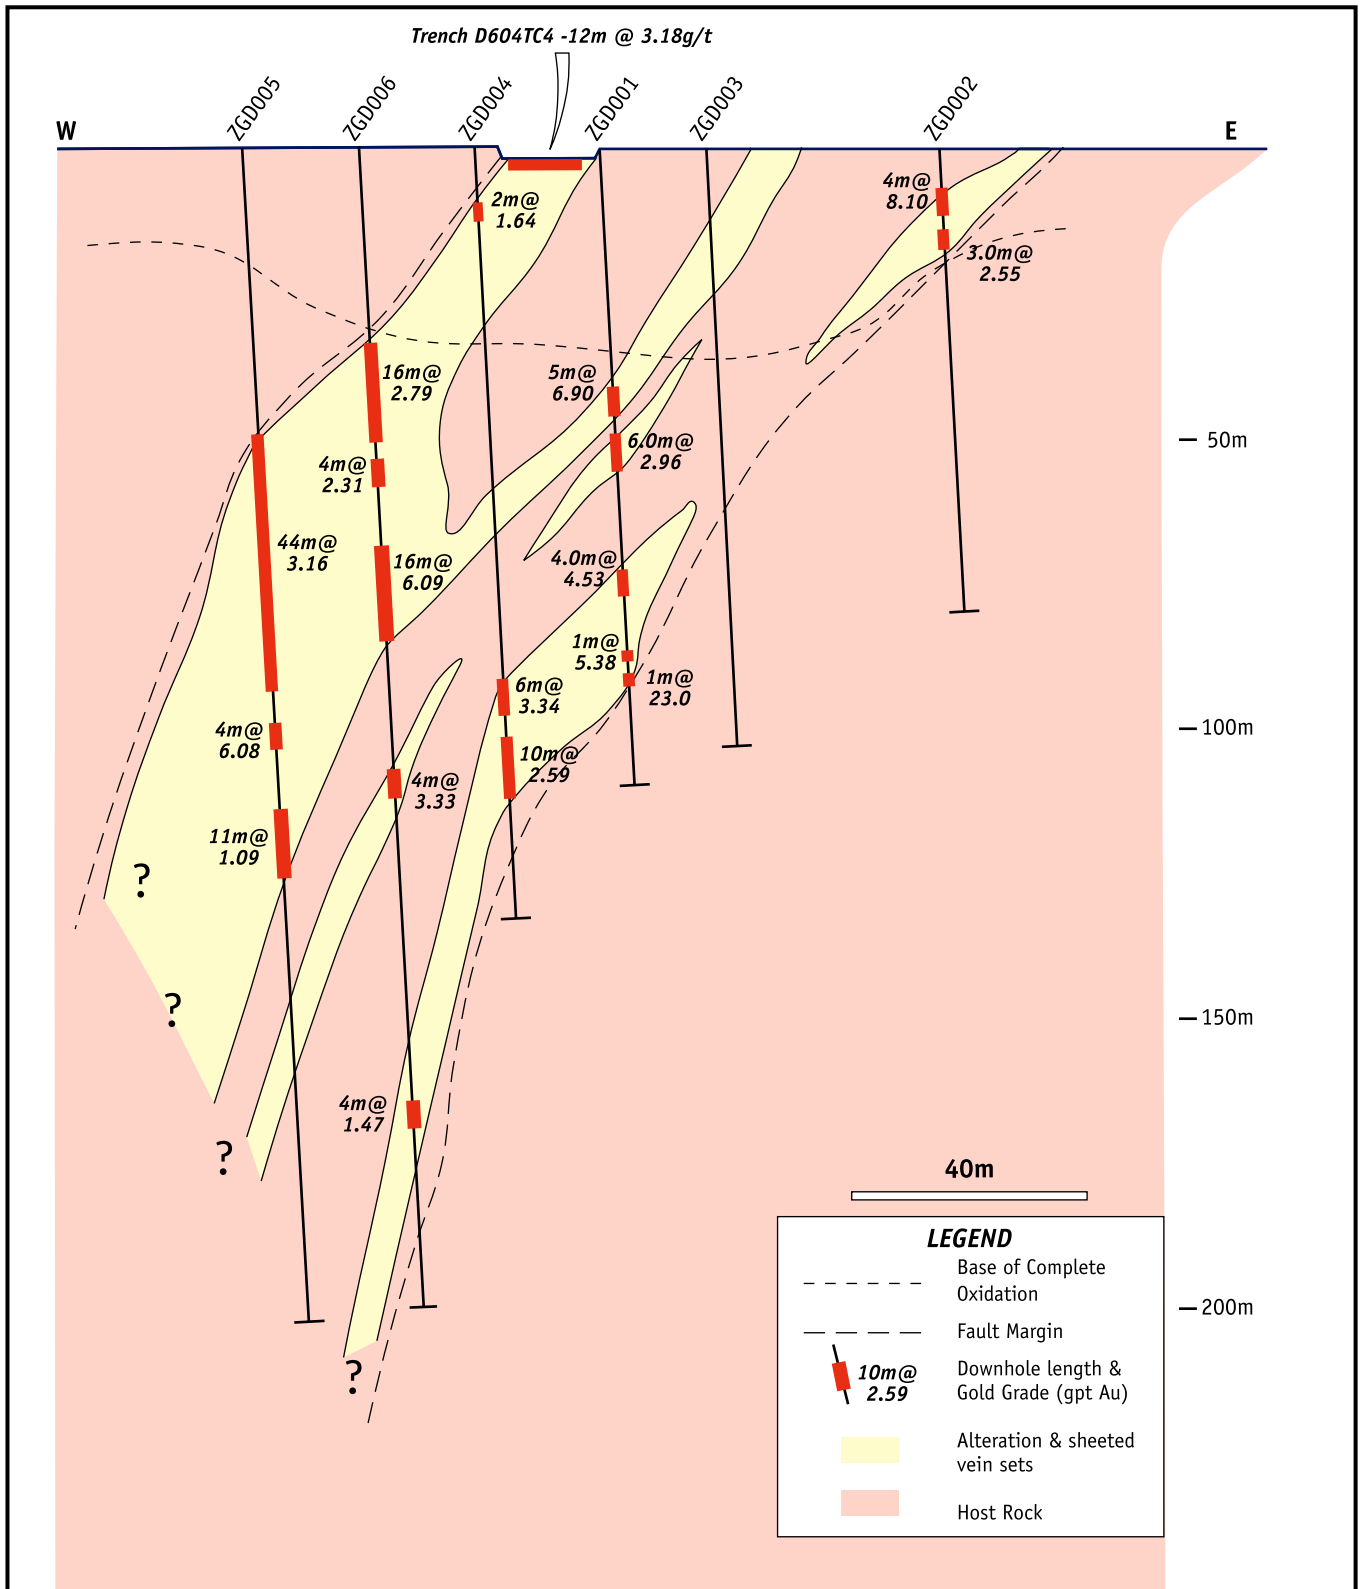 Trench D604TC4 -12m @ 3.18g/t
ZGD005
ZGD006
ZGD004
ZGD001
ZGD003
ZGD002
W
E
4m@
8.10
2m@
1.64
3.0m@
2.55
16m@
2.79
5m@
6.90
50m
6.0m@
2.96
4m@
2.31
44m@
3.16
16m@
6.09
4.0m@
4.53
1m@
5.38
1m@
23.0
6m@
3.34
4m@
6.08
100m
10m@
2.59
4m@
3.33
11m@
1.09
?
?
150m
4m@
1.47
?
40m
LEGEND
Base of Complete
Oxidation
200m
Fault Margin
?
10m@
2.59
Downhole length &
Gold Grade (gpt Au)
Alteration & sheeted
vein sets
Host Rock